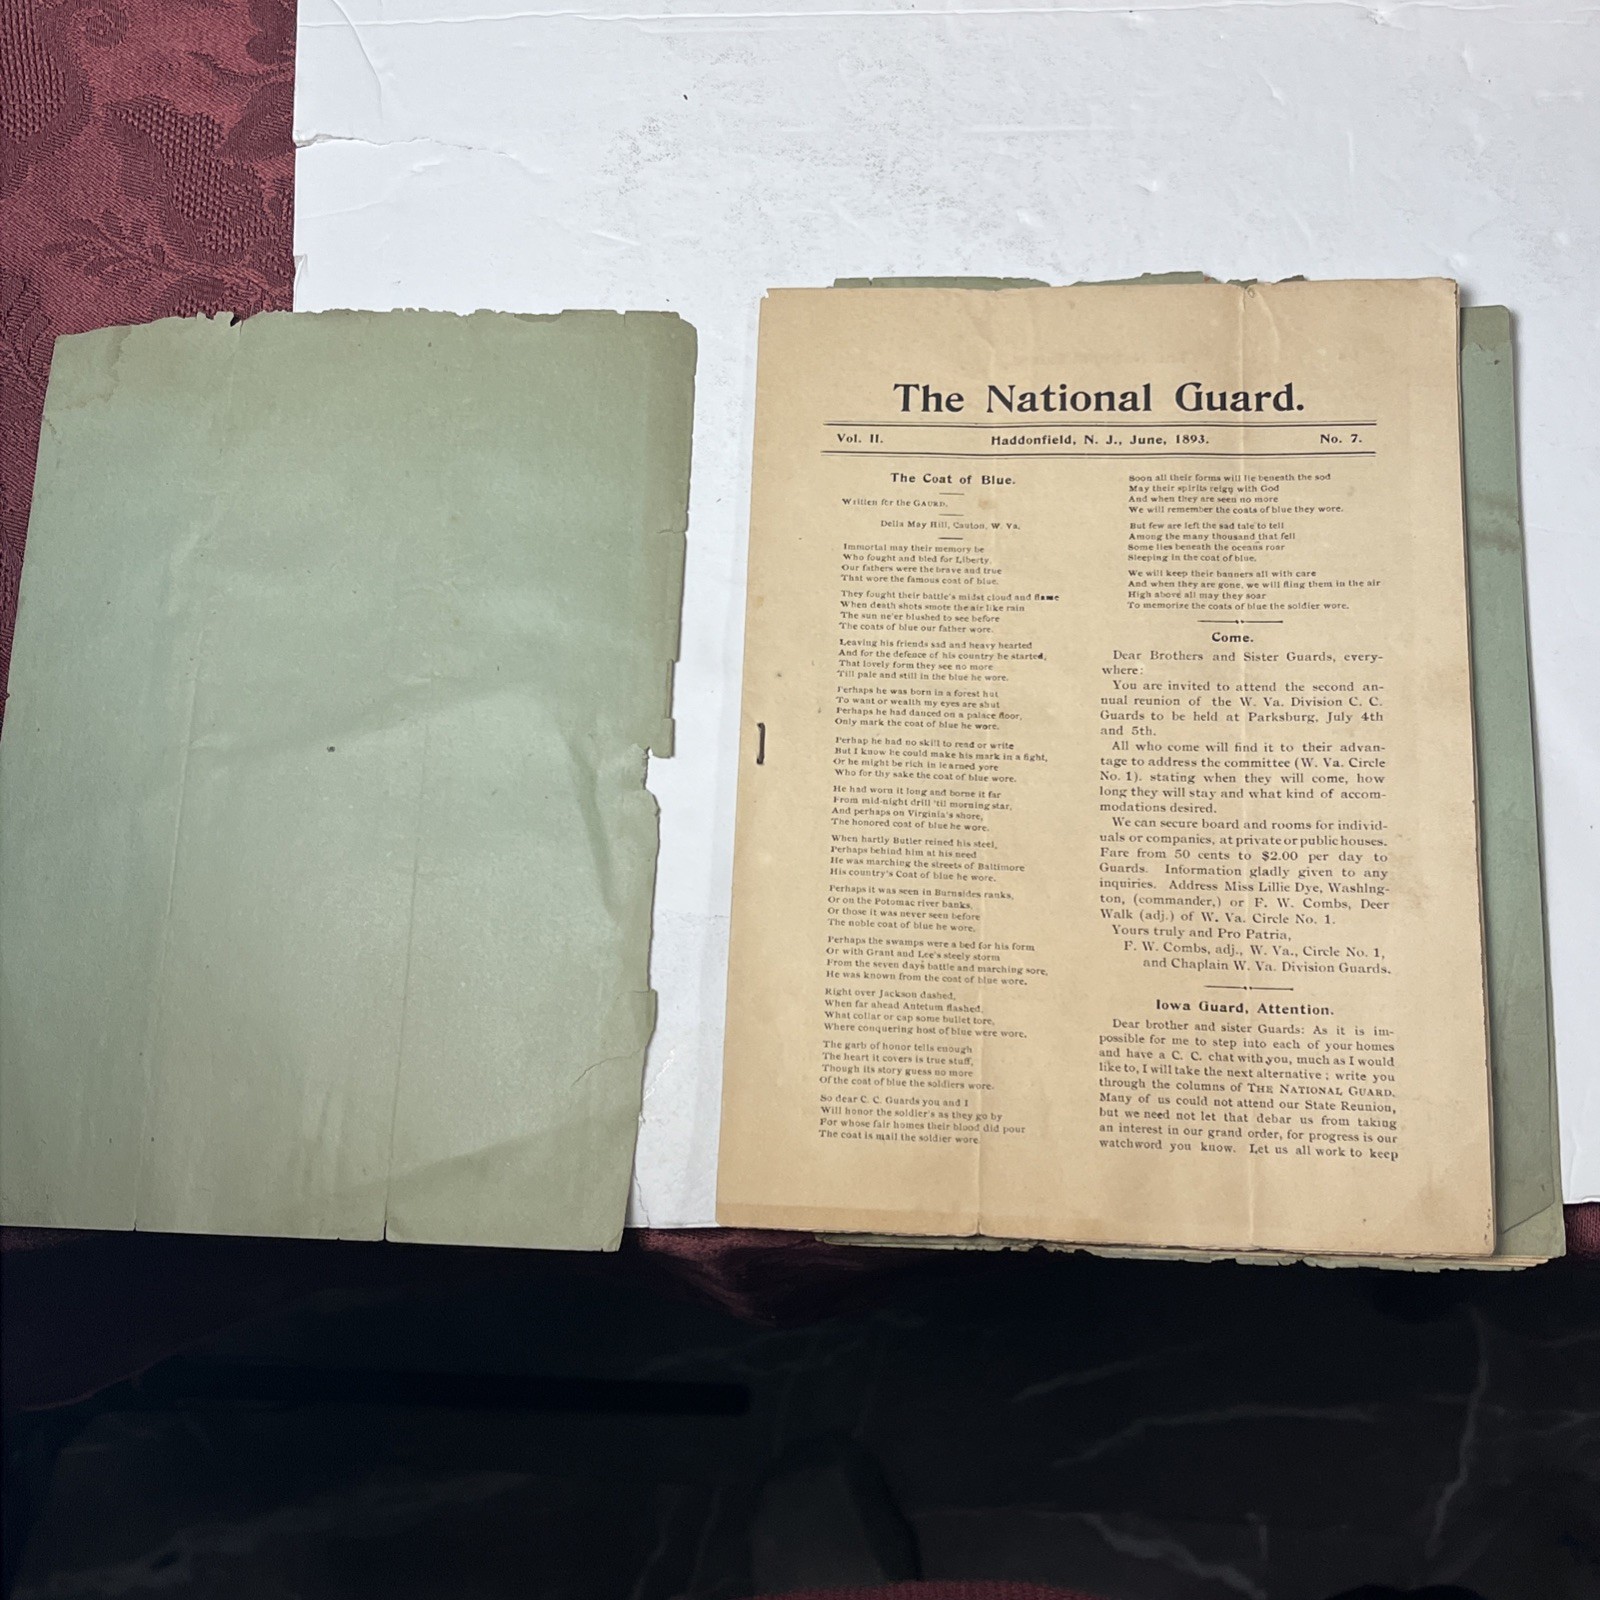 The National Guard.
Vol. II. Haddonfield, N. J., June, 1893. No. 7.
The Coat of Blue.
Written for the GAURD.
Della May Hill, Canton, W. Va.
Immortal may their memory be
Who fought and bled for Liberty,
Our fathers were the brave and true
That wore the famous coat of blue.
They fought their battle's midst cloud and flame
When death shots smote the air like rain
The sun ne'er blushed to see before
The coats of blue our father wore.
Leaving his friends sad and heavy hearted
And for the defence of his country he started,
That lovely form they see no more
Till pale and still in the blue he wore.
Perhaps he was born in a forest hut
To want or wealth my eyes are shut
Perhaps he had danced on a palace floor,
Only mark the coat of blue he wore.
Perhap he had no skill to read or write
But I know he could make his mark in a fight,
Or he might be rich in learned yore
Who for thy sake the coat of blue wore.
He had worn it long and borne it far
From mid-night drill 'til morning star,
And perhaps on Virginia's shore,
The honored coat of blue he wore.
When hartly Butler reined his steel,
Perhaps behind him at his need
He was marching the streets of Baltimore
His country's Coat of blue he wore.
Perhaps it was seen in Burnsides ranks,
Or on the Potomac river banks,
Or those it was never seen before
The noble coat of blue he wore.
Perhaps the swamps were a bed for his form
Or with Grant and Lee's steely storm
From the seven days battle and marching sore,
He was known from the coat of blue wore.
Right over Jackson dashed,
When far ahead Antetum flashed,
What collar or cap some bullet tore,
Where conquering host of blue were wore.
The garb of honor tells enough
The heart it covers is true stuff,
Though its story guess no more
Of the coat of blue the soldiers wore.
So dear C. C. Guards you and I
Will honor the soldier's as they go by
For whose fair homes their blood did pour
The coat is mail the soldier wore
Soon all their forms will lie beneath the sod
May their spirits reign with God
And when they are seen no more
We will remember the coats of blue they wore.
But few are left the sad tale to tell
Among the many thousand that fell
Some lies beneath the oceans roar
Sleeping in the coat of blue.
We will keep their banners all with care
And when they are gone, we will fling them in the air
High above all may they soar
To memorize the coats of blue the soldier wore.
Come.
Dear Brothers and Sister Guards, every-
where:
You are invited to attend the second an-
nual reunion of the W. Va. Division C. C.
Guards to be held at Parksburg, July 4th
and 5th.
All who come will find it to their advan-
tage to address the committee (W. Va. Circle
No. 1). stating when they will come, how
long they will stay and what kind of accom-
modations desired.
We can secure board and rooms for individ-
uals or companies, at private or public houses.
Fare from 50 cents to $2.00 per day to
Guards. Information gladly given to any
inquiries. Address Miss Lillie Dye, Washing-
ton, (commander,) or F. W. Combs, Deer
Walk (adj.) of W. Va. Circle No. 1.
Yours truly and Pro Patria,
F. W. Combs, adj., W. Va., Circle No. 1,
and Chaplain W. Va. Division Guards.
Iowa Guard, Attention.
Dear brother and sister Guards: As it is im-
possible for me to step into each of your homes
and have a C. C. chat with you, much as I would
like to, I will take the next alternative; write you
through the columns of THE NATIONAL GUARD.
Many of us could not attend our State Reunion,
but we need not let that debar us from taking
an interest in our grand order, for progress is our
watchword you know. Let us all work to keep